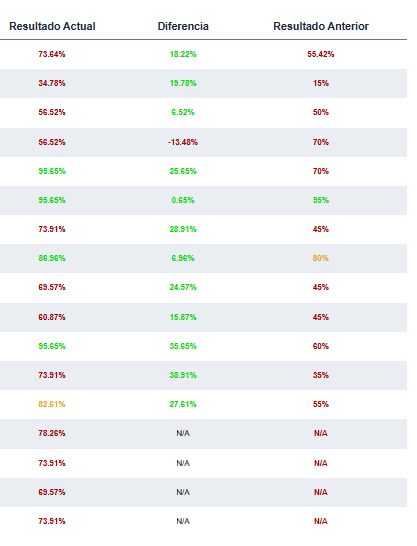 Resultado Actual Diferencia Resultado Anterior
73.64% 18.22% 55.42%
34.78% 19.78% 15%
56.52% 6.52% 50%
56.52% -13.48% 70%
95.65% 25.65% 70%
95.65% 0.65% 95%
73.91% 28.91% 45%
86.96% 6.96% 80%
69.57% 24.57% 45%
60.87% 15.87% 45%
95.65% 35.65% 60%
73.91% 38.91% 35%
82.61% 27.61% 55%
78.26% N/A N/A
73.91% N/A N/A
69.57% N/A N/A
73.91% N/A N/A